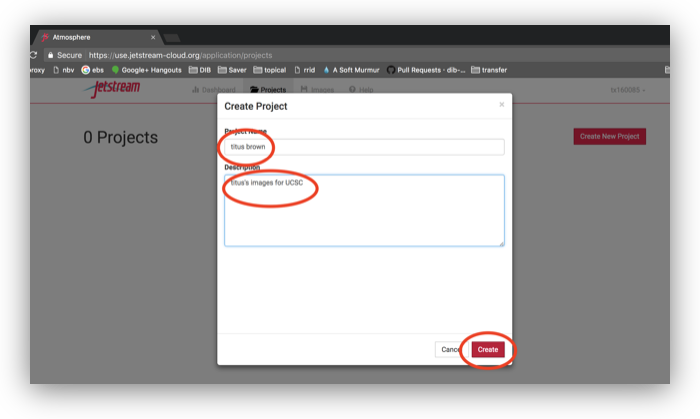 Atmosphere ×
Secure https://use.jetstream-cloud.org/application/projects
proxy nbv ebs Google+ Hangouts DIB Saver topical rrid A Soft Murmur Pull Requests - dib-... transfer
Jetstream Dashboard Projects Images Help tx160085
Create Project ×
0 Projects
Create New Project
Project Name
titus brown
Description
titus's images for UCSC
Cancel Create